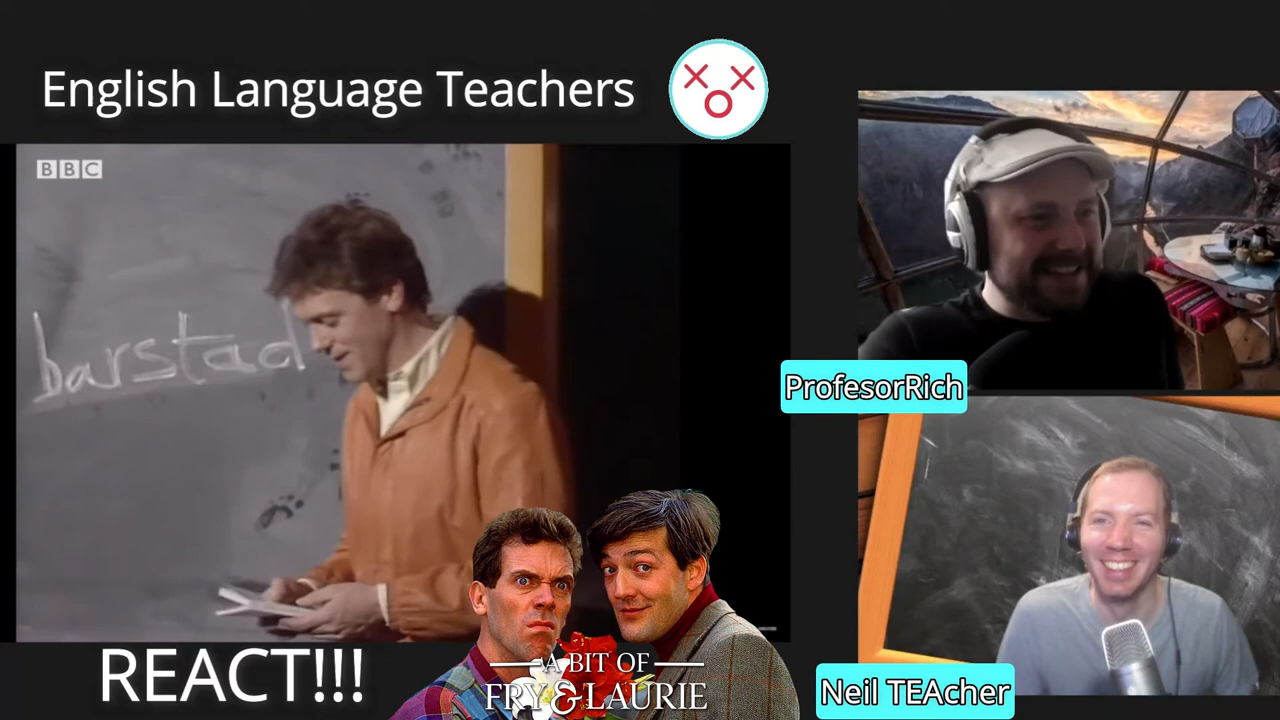 English Language Teachers
BBC
barstad
ProfesorRich
REACT!!!
A BIT OF
FRY & LAURIE
Neil TEAcher